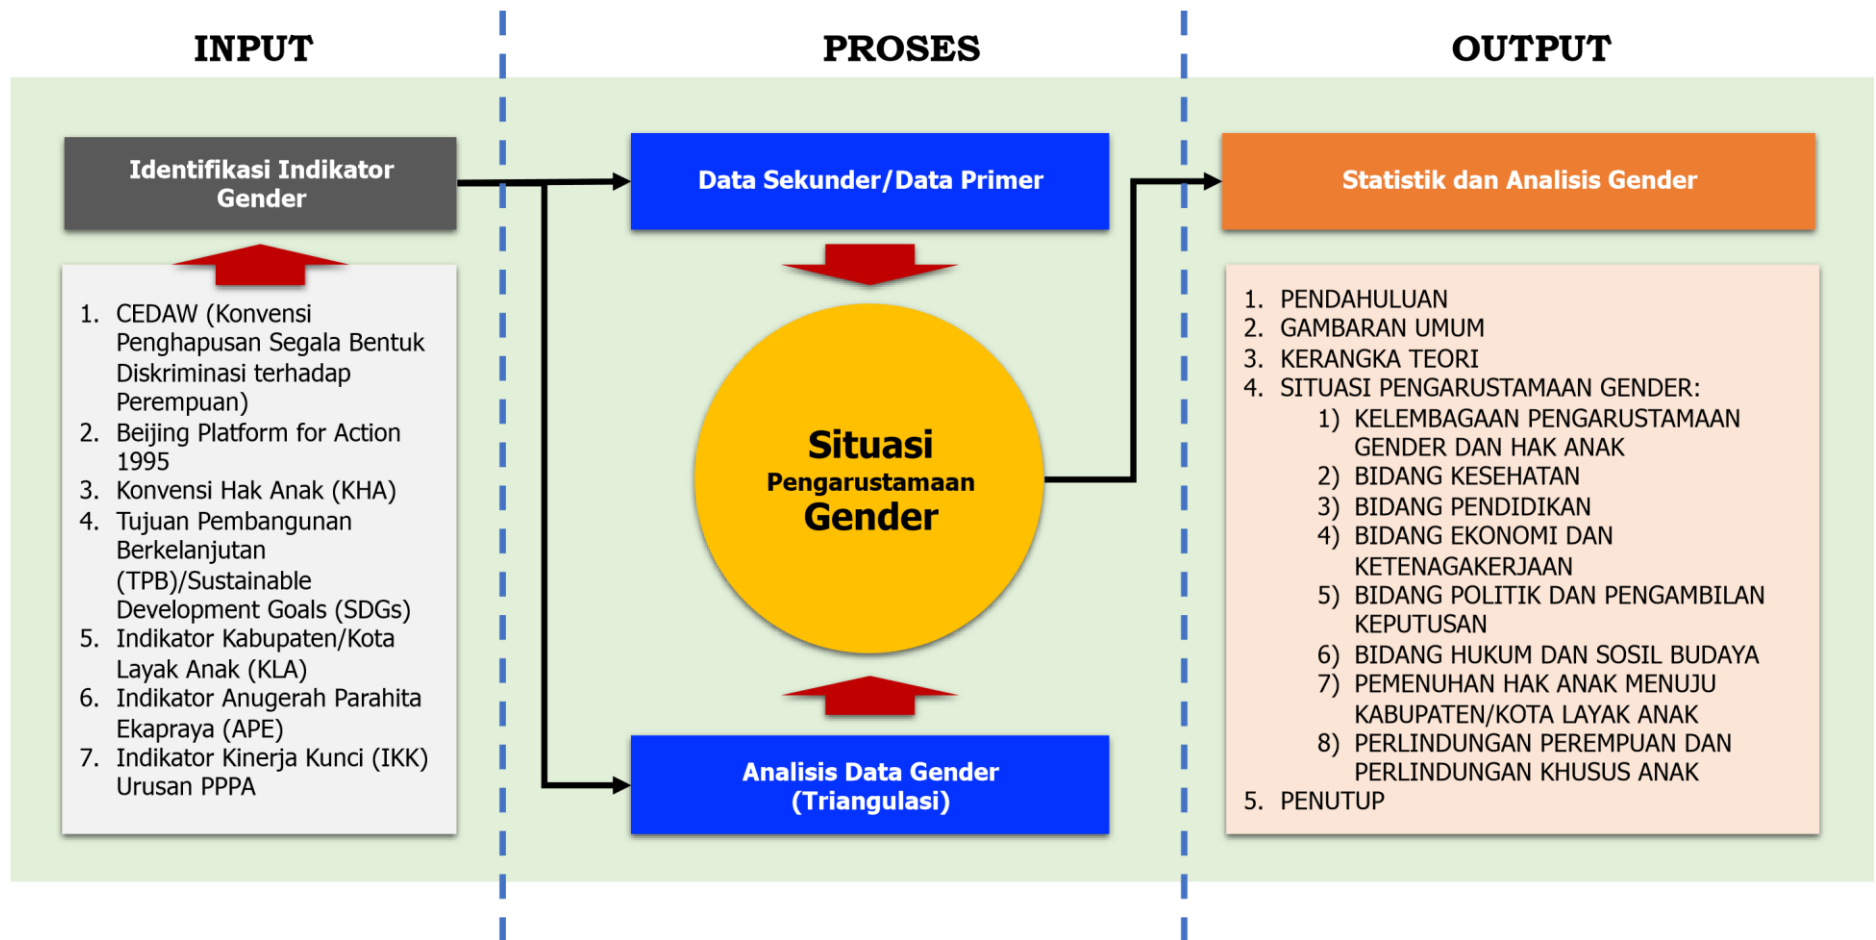 INPUT
PROSES
OUTPUT
Identifikasi Indikator
Gender
1. CEDAW (Konvensi
Penghapusan Segala Bentuk
Diskriminasi terhadap
Perempuan)
2. Beijing Platform for Action
1995
3. Konvensi Hak Anak (KHA)
4. Tujuan Pembangunan
Berkelanjutan
(TPB)/Sustainable
Development Goals (SDGs)
5. Indikator Kabupaten/Kota
Layak Anak (KLA)
6. Indikator Anugerah Parahita
Ekapraya (APE)
7. Indikator Kinerja Kunci (IKK)
Urusan PPPA
Data Sekunder/Data Primer
Situasi
Pengarustamaan
Gender
Analisis Data Gender
(Triangulasi)
Statistik dan Analisis Gender
1. PENDAHULUAN
2. GAMBARAN UMUM
3. KERANGKA TEORI
4. SITUASI PENGARUSTAMAAN GENDER:
1) KELEMBAGAAN PENGARUSTAMAAN
GENDER DAN HAK ANAK
2) BIDANG KESEHATAN
3) BIDANG PENDIDIKAN
4) BIDANG EKONOMI DAN
KETENAGAKERJAAN
5) BIDANG POLITIK DAN PENGAMBILAN
KEPUTUSAN
6) BIDANG HUKUM DAN SOSIL BUDAYA
7) PEMENUHAN HAK ANAK MENUJU
KABUPATEN/KOTA LAYAK ANAK
8) PERLINDUNGAN PEREMPUAN DAN
PERLINDUNGAN KHUSUS ANAK
5. PENUTUP